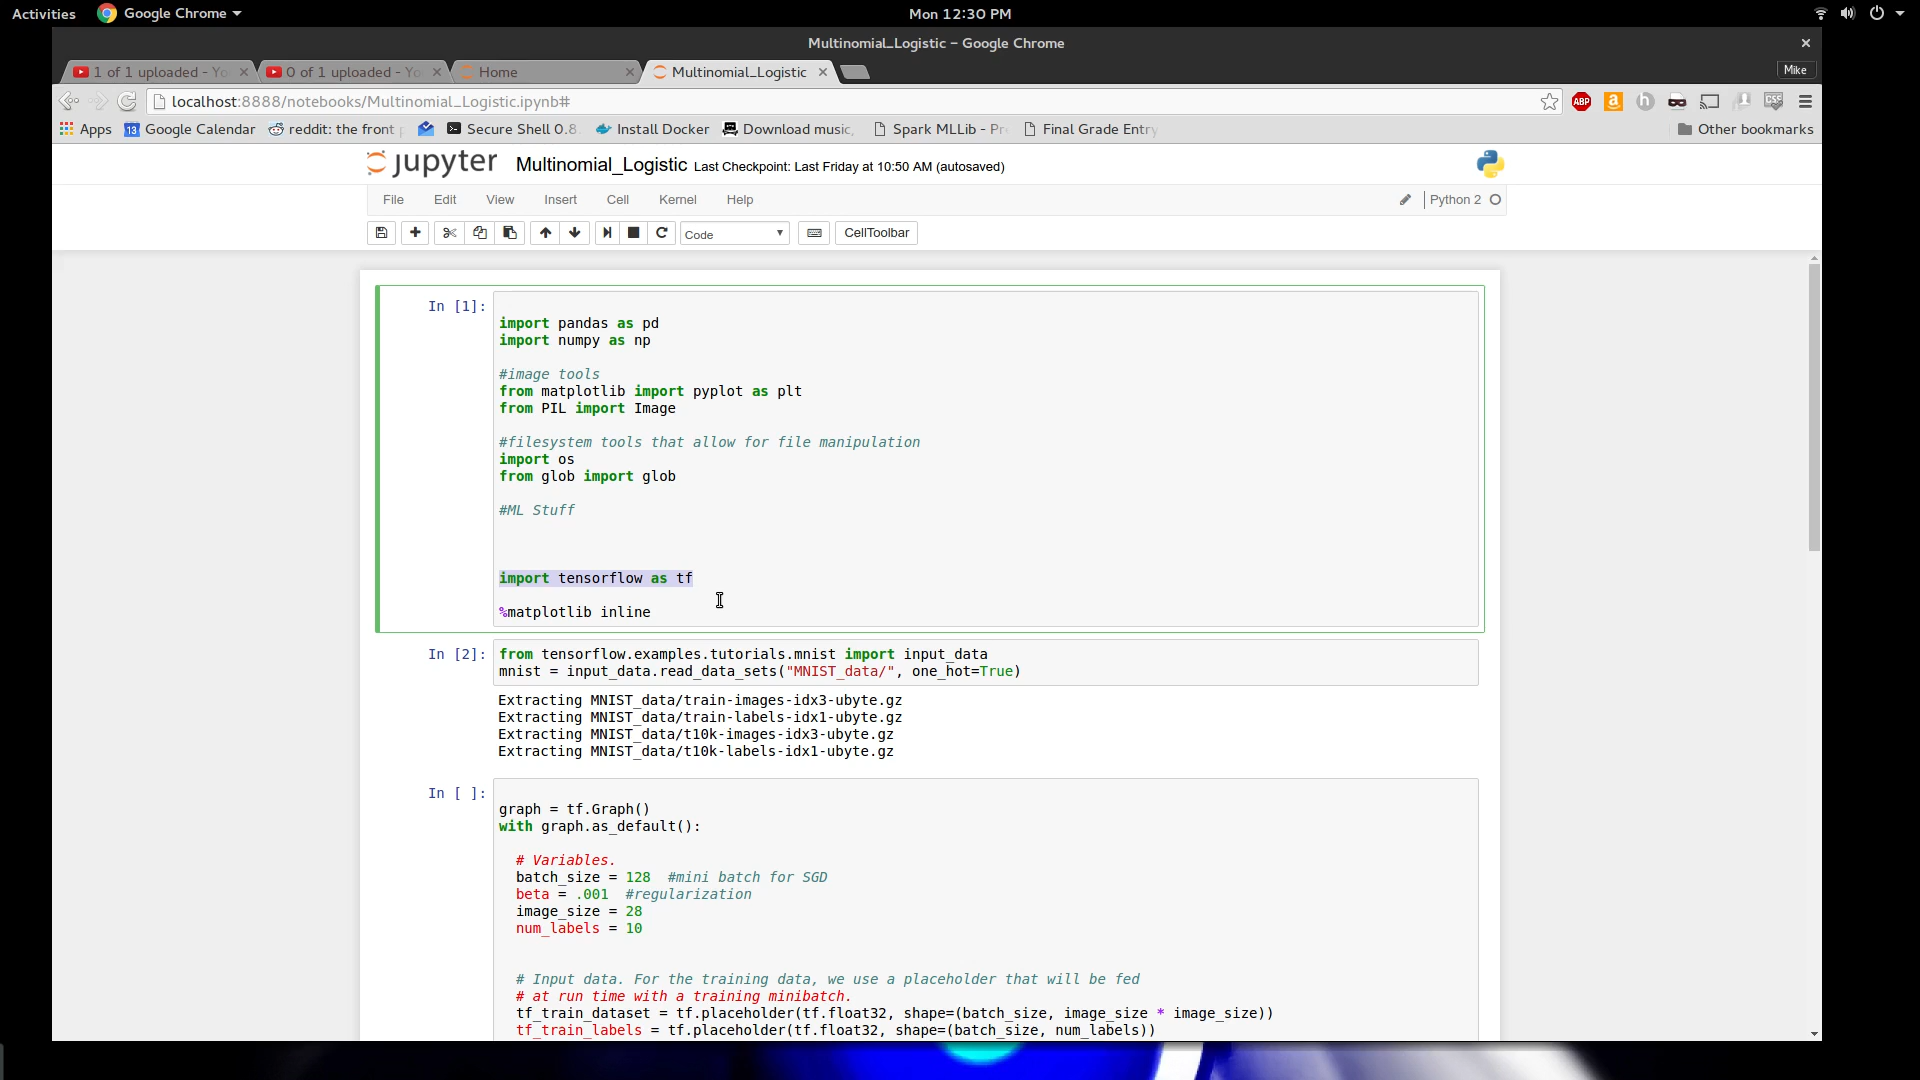 Activities Google Chrome Mon 12:30 PM
Multinomial_Logistic – Google Chrome
1 of 1 uploaded - Yo 0 of 1 uploaded - Yo Home Multinomial_Logistic Mike
localhost:8888/notebooks/Multinomial_Logistic.ipynb# ABP a h CSS
Apps 13 Google Calendar reddit: the front Secure Shell 0.8. Install Docker Download music, Spark MLLib - Pr Final Grade Entry Other bookmarks
jupyter Multinomial_Logistic Last Checkpoint: Last Friday at 10:50 AM (autosaved)
File Edit View Insert Cell Kernel Help Python 2
Code CellToolbar
In [1]:
import pandas as pd
import numpy as np
#image tools
from matplotlib import pyplot as plt
from PIL import Image
#filesystem tools that allow for file manipulation
import os
from glob import glob
#ML Stuff
import tensorflow as tf
%matplotlib inline
In [2]: from tensorflow.examples.tutorials.mnist import input_data
mnist = input_data.read_data_sets("MNIST_data/", one_hot=True)
Extracting MNIST_data/train-images-idx3-ubyte.gz
Extracting MNIST_data/train-labels-idx1-ubyte.gz
Extracting MNIST_data/t10k-images-idx3-ubyte.gz
Extracting MNIST_data/t10k-labels-idx1-ubyte.gz
In [ ]:
graph = tf.Graph()
with graph.as_default():
# Variables.
batch_size = 128 #mini batch for SGD
beta = .001 #regularization
image_size = 28
num_labels = 10
# Input data. For the training data, we use a placeholder that will be fed
# at run time with a training minibatch.
tf_train_dataset = tf.placeholder(tf.float32, shape=(batch_size, image_size * image_size))
tf_train_labels = tf.placeholder(tf.float32, shape=(batch_size, num_labels))